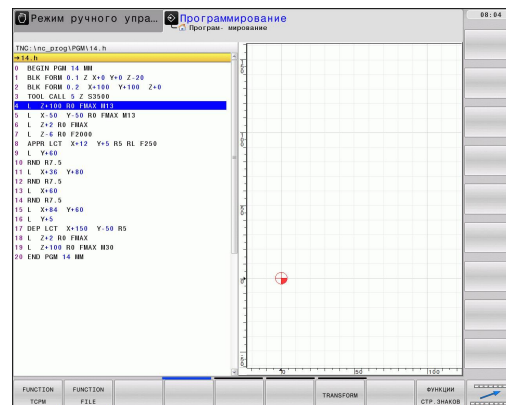 Режим ручного упра...
Программирование
Програм- мирование
08:04
TNC:\nc_prog\PGM\14.h
→14.h
0 BEGIN PGM 14 MM
1 BLK FORM 0.1 Z X+0 Y+0 Z-20
2 BLK FORM 0.2 X+100 Y+100 Z+0
3 TOOL CALL 5 Z S3500
4 L Z+100 R0 FMAX M13
5 L X-50 Y-50 R0 FMAX M13
6 L Z+2 R0 FMAX
7 L Z-6 R0 F2000
8 APPR LCT X+12 Y+5 R5 RL F250
9 L Y+60
10 RND R7.5
11 L X+36 Y+80
12 RND R7.5
13 L X+60
14 RND R7.5
15 L X+84 Y+60
16 L Y+5
17 DEP LCT X+150 Y-50 R5
18 L Z+2 R0 FMAX
19 L Z+100 R0 FMAX M30
20 END PGM 14 MM
0 50 100
FUNCTION TCPM
FUNCTION FILE
TRANSFORM
ФУНКЦИИ СТР.ЗНАКОВ